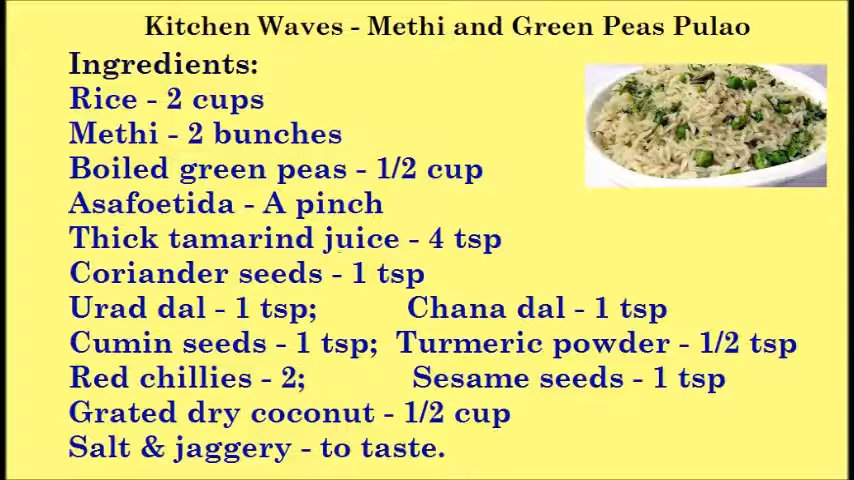 Kitchen Waves - Methi and Green Peas Pulao
Ingredients:
Rice - 2 cups
Methi - 2 bunches
Boiled green peas - 1/2 cup
Asafoetida - A pinch
Thick tamarind juice - 4 tsp
Coriander seeds - 1 tsp
Urad dal - 1 tsp; Chana dal - 1 tsp
Cumin seeds - 1 tsp; Turmeric powder - 1/2 tsp
Red chillies - 2; Sesame seeds - 1 tsp
Grated dry coconut - 1/2 cup
Salt & jaggery - to taste.